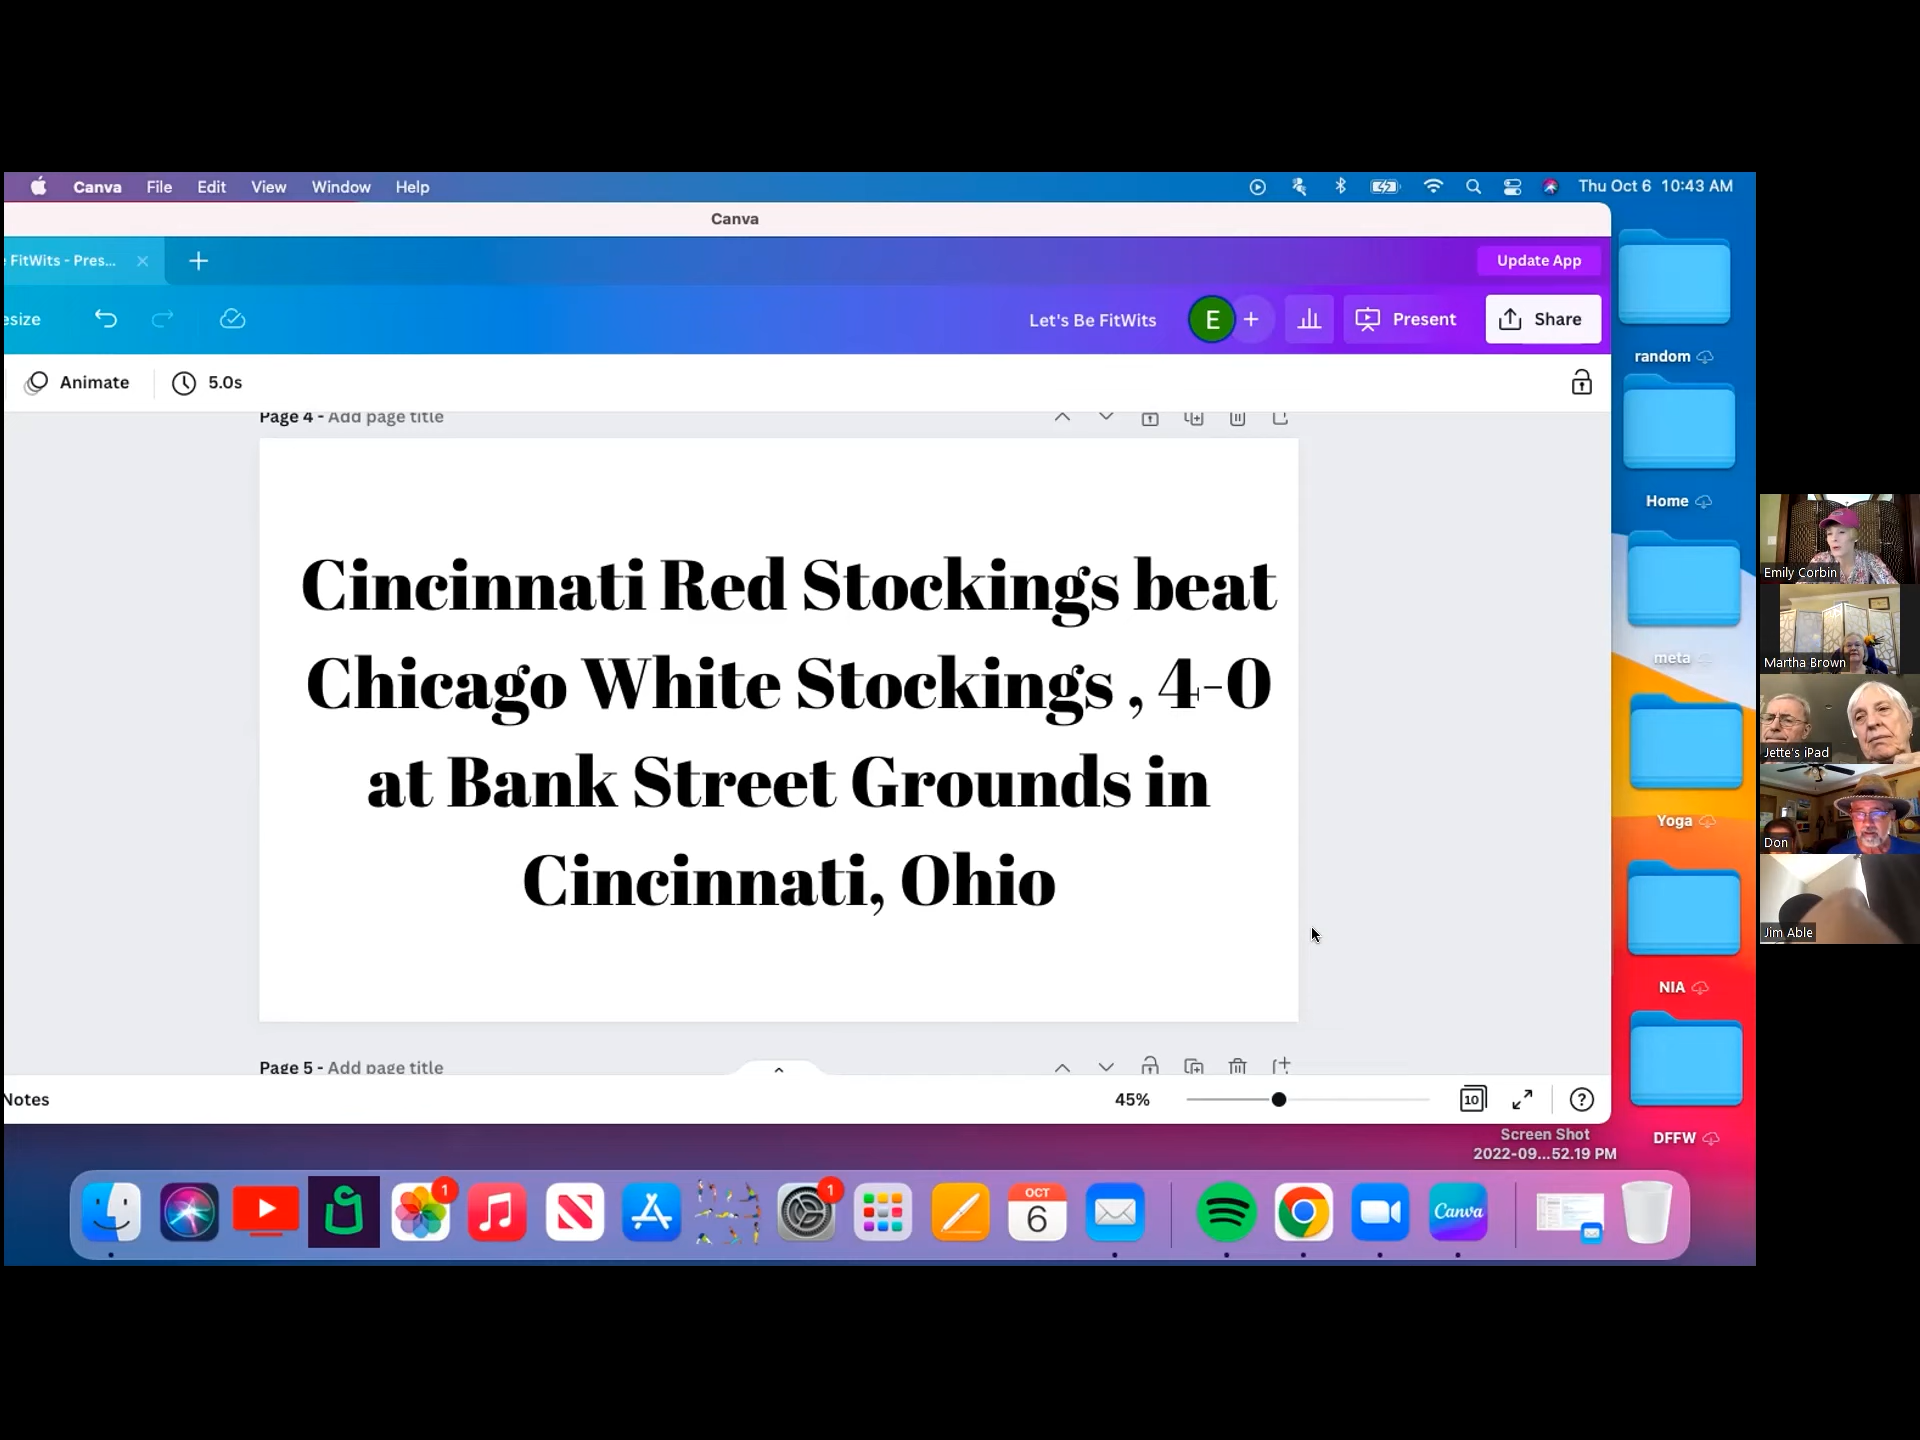 Canva File Edit View Window Help Thu Oct 6 10:43 AM
Canva
e FitWits - Pres... Update App
esize Let's Be FitWits E + Present Share
Animate 5.0s
Page 4 - Add page title
Cincinnati Red Stockings beat
Chicago White Stockings , 4-0
at Bank Street Grounds in
Cincinnati, Ohio
Page 5 - Add page title
Notes 45% 10 ?
random
Home
meta
Yoga
NIA
DFFW
Screen Shot
2022-09...52.19 PM
Emily Corbin
Martha Brown
Jette's iPad
Don
Jim Able
1
1
OCT
6
Canva